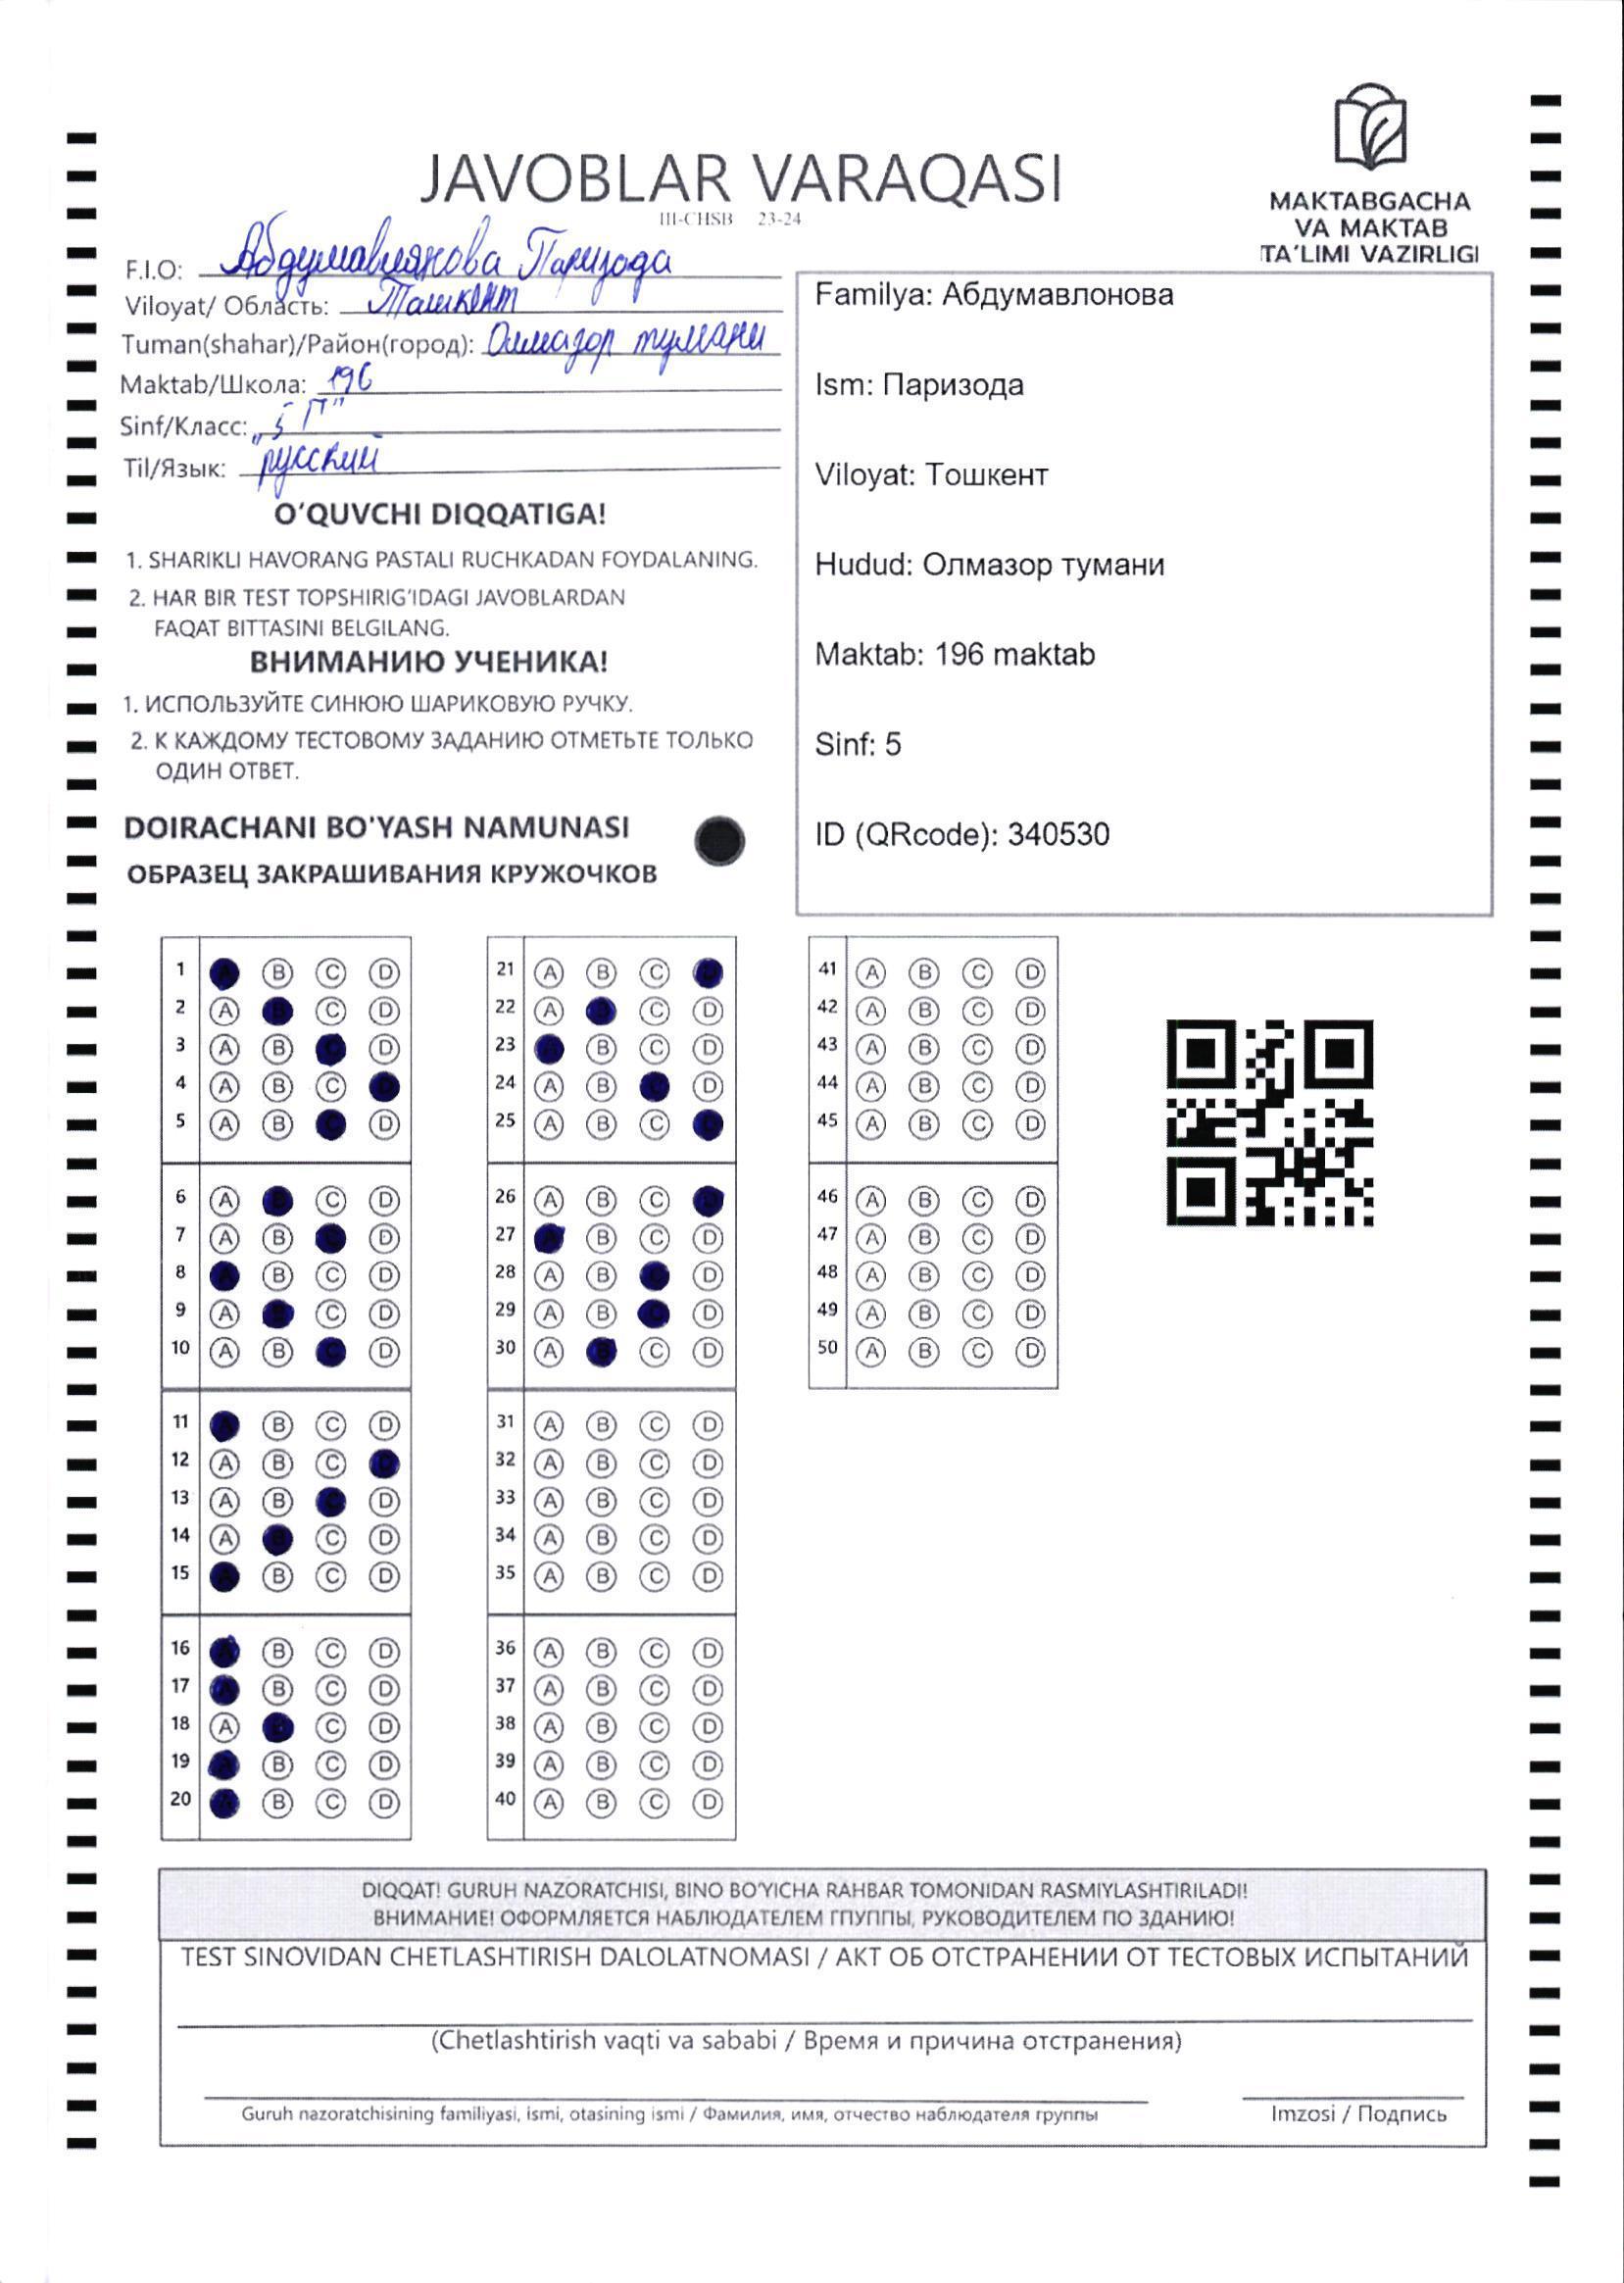 MAKTABGACHA
VA MAKTAB
TA'LIMI VAZIRLIGI
JAVOBLAR VARAQASI
III-CHSB 23-24
F.I.O: Абдумавлонова Паризода
Viloyat/ Область: Ташкент
Tuman(shahar)/Район(город): Олмазор тумани
Maktab/Школа: 196
Sinf/Класс: „5 П"
Til/Язык: русский
O'QUVCHI DIQQATIGA!
1. SHARIKLI HAVORANG PASTALI RUCHKADAN FOYDALANING.
2. HAR BIR TEST TOPSHIRIG'IDAGI JAVOBLARDAN
FAQAT BITTASINI BELGILANG.
ВНИМАНИЮ УЧЕНИКА!
1. ИСПОЛЬЗУЙТЕ СИНЮЮ ШАРИКОВУЮ РУЧКУ.
2. К КАЖДОМУ ТЕСТОВОМУ ЗАДАНИЮ ОТМЕТЬТЕ ТОЛЬКО
ОДИН ОТВЕТ.
DOIRACHANI BO'YASH NAMUNASI
ОБРАЗЕЦ ЗАКРАШИВАНИЯ КРУЖОЧКОВ
Familya: Абдумавлонова
Ism: Паризода
Viloyat: Тошкент
Hudud: Олмазор тумани
Maktab: 196 maktab
Sinf: 5
ID (QRcode): 340530
1 A B C D
2 A B C D
3 A B C D
4 A B C D
5 A B C D
6 A B C D
7 A B C D
8 A B C D
9 A B C D
10 A B C D
11 A B C D
12 A B C D
13 A B C D
14 A B C D
15 A B C D
16 A B C D
17 A B C D
18 A B C D
19 A B C D
20 A B C D
21 A B C D
22 A B C D
23 A B C D
24 A B C D
25 A B C D
26 A B C D
27 A B C D
28 A B C D
29 A B C D
30 A B C D
31 A B C D
32 A B C D
33 A B C D
34 A B C D
35 A B C D
36 A B C D
37 A B C D
38 A B C D
39 A B C D
40 A B C D
41 A B C D
42 A B C D
43 A B C D
44 A B C D
45 A B C D
46 A B C D
47 A B C D
48 A B C D
49 A B C D
50 A B C D
DIQQAT! GURUH NAZORATCHISI, BINO BO'YICHA RAHBAR TOMONIDAN RASMIYLASHTIRILADI!
ВНИМАНИЕ! ОФОРМЛЯЕТСЯ НАБЛЮДАТЕЛЕМ ГПУППЫ, РУКОВОДИТЕЛЕМ ПО ЗДАНИЮ!
TEST SINOVIDAN CHETLASHTIRISH DALOLATNOMASI / АКТ ОБ ОТСТРАНЕНИИ ОТ ТЕСТОВЫХ ИСПЫТАНИЙ
(Chetlashtirish vaqti va sababi / Время и причина отстранения)
Guruh nazoratchisining familiyasi, ismi, otasining ismi / Фамилия, имя, отчество наблюдателя группы
Imzosi / Подпись